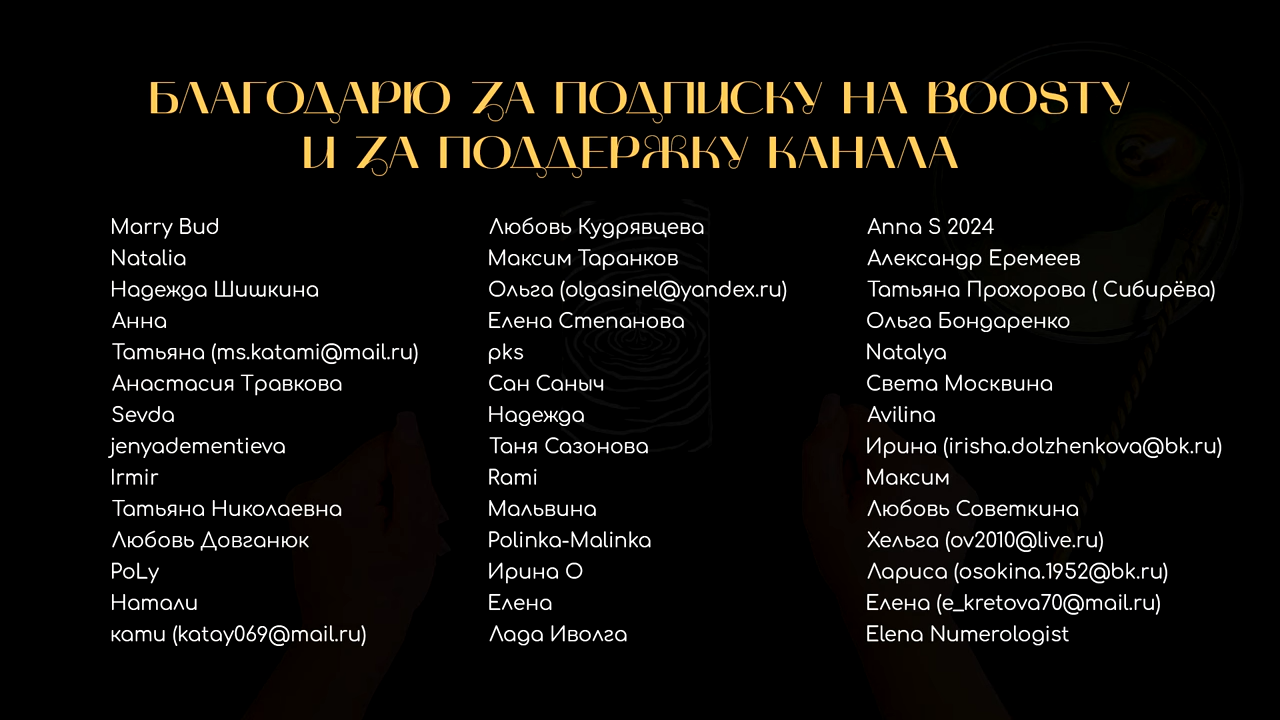 БЛАГОДАРЮ ЗА ПОДПИСКУ НА BOOSTY
И ЗА ПОДДЕРЖКУ КАНАЛА
Marry Bud
Natalia
Надежда Шишкина
Анна
Татьяна (ms.katami@mail.ru)
Анастасия Травкова
Sevda
jenyadementieva
Irmir
Татьяна Николаевна
Любовь Довганюк
PoLy
Натали
кати (katay069@mail.ru)
Любовь Кудрявцева
Максим Таранков
Ольга (olgasinel@yandex.ru)
Елена Степанова
pks
Сан Саныч
Надежда
Таня Сазонова
Rami
Мальвина
Polinka-Malinka
Ирина О
Елена
Лада Иволга
Anna S 2024
Александр Еремеев
Татьяна Прохорова ( Сибирёва)
Ольга Бондаренко
Natalya
Света Москвина
Avilina
Ирина (irisha.dolzhenkova@bk.ru)
Максим
Любовь Советкина
Хельга (ov2010@live.ru)
Лариса (osokina.1952@bk.ru)
Елена (e_kretova70@mail.ru)
Elena Numerologist